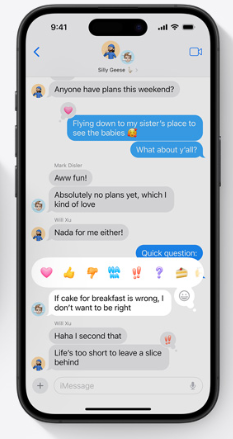 9:41
Silly Geese
Anyone have plans this weekend?
Flying down to my sister's place to
see the babies 🥰
What about y'all?
Mark Disler
Aww fun!
Absolutely no plans yet, which I
kind of love
Will Xu
Nada for me either!
Quick question:
If cake for breakfast is wrong, I
don't want to be right
Will Xu
Haha I second that
Life's too short to leave a slice
behind
iMessage